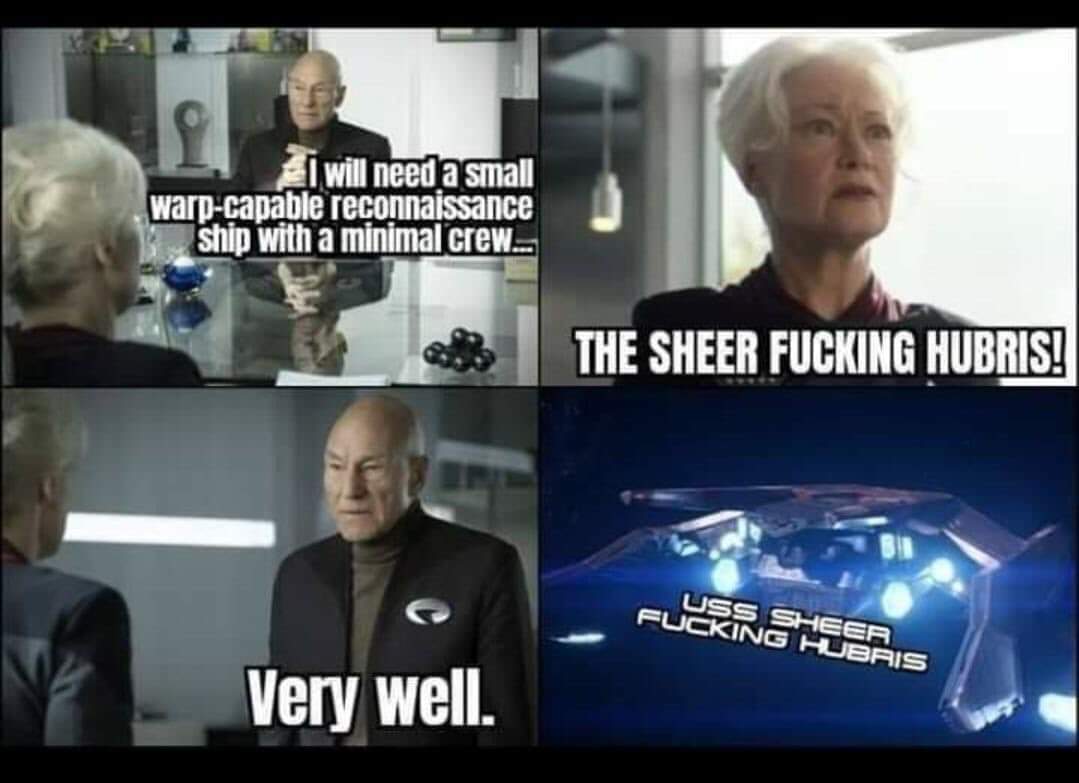 I will need a small
warp-capable reconnaissance
ship with a minimal crew...
THE SHEER FUCKING HUBRIS!
Very well.
USS SHEER
FUCKING HUBRIS